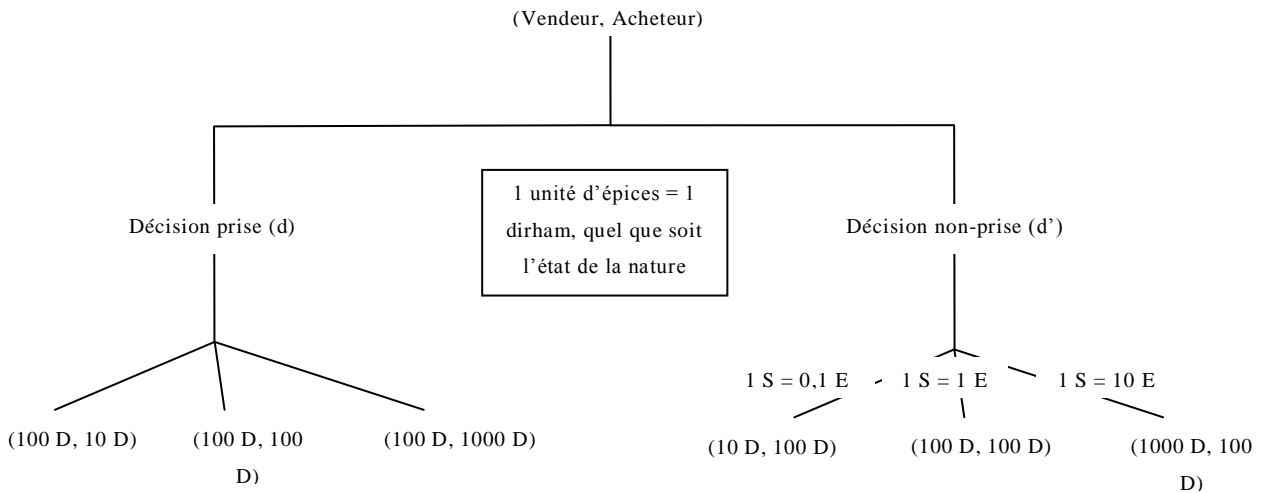 (Vendeur, Acheteur)
1 unité d'épices = 1
dirham, quel que soit
l'état de la nature
Décision prise (d)
Décision non-prise (d')
1 S = 0,1 E
1 S = 1 E
1 S = 10 E
(100 D, 10 D)
(100 D, 100
D)
(100 D, 1000 D)
(10 D, 100 D)
(100 D, 100 D)
(1000 D, 100
D)